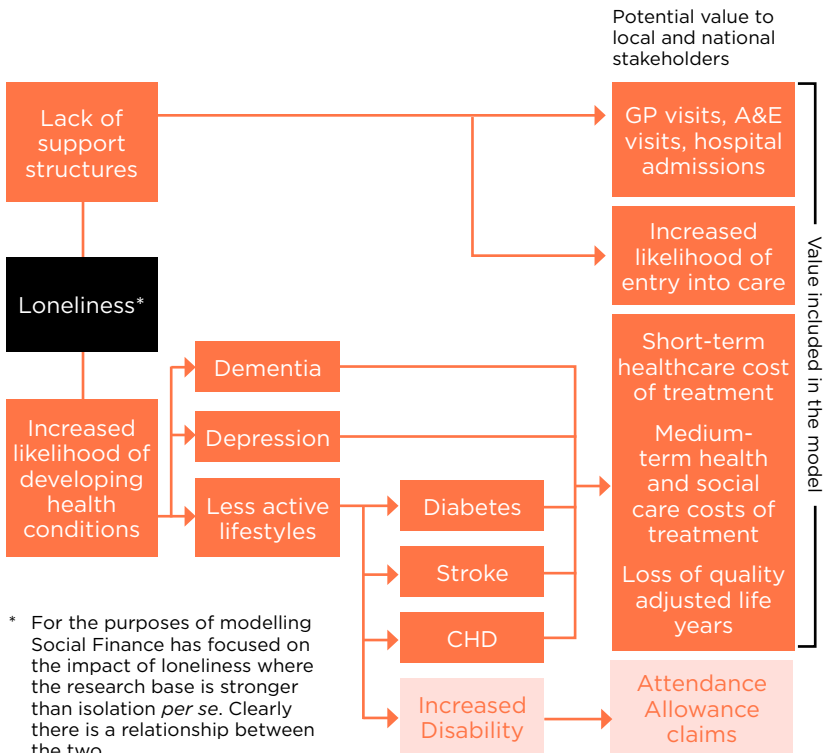 Potential value to
local and national
stakeholders
Lack of
support
structures
GP visits, A&E
visits, hospital
admissions
Increased
likelihood of
entry into care
Loneliness*
Value included in the model
Short-term
healthcare cost
of treatment
Medium-
term health
and social
care costs of
treatment
Loss of quality
adjusted life
years
Increased
likelihood of
developing
health
conditions
Dementia
Depression
Less active
lifestyles
Diabetes
Stroke
CHD
Increased
Disability
Attendance
Allowance
claims
* For the purposes of modelling
Social Finance has focused on
the impact of loneliness where
the research base is stronger
than isolation per se. Clearly
there is a relationship between
the two